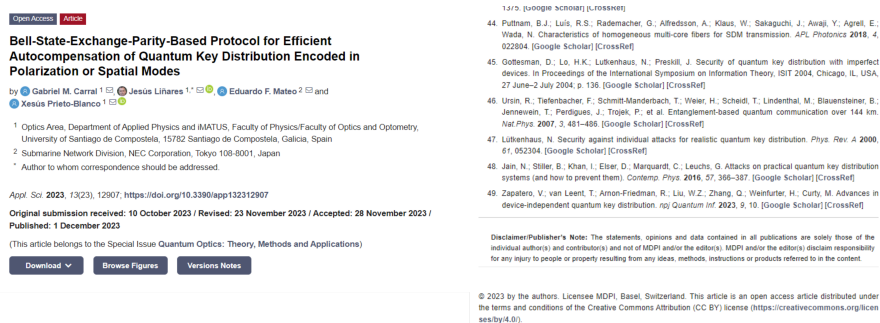 Open Access Article
Bell-State-Exchange-Parity-Based Protocol for Efficient
Autocompensation of Quantum Key Distribution Encoded in
Polarization or Spatial Modes
by Gabriel M. Carral 1, Jesús Liñares 1,*, Eduardo F. Mateo 2 and
Xesús Prieto-Blanco 1
1 Optics Area, Department of Applied Physics and iMATUS, Faculty of Physics/Faculty of Optics and Optometry,
University of Santiago de Compostela, 15782 Santiago de Compostela, Galicia, Spain
2 Submarine Network Division, NEC Corporation, Tokyo 108-8001, Japan
* Author to whom correspondence should be addressed.
Appl. Sci. 2023, 13(23), 12907; https://doi.org/10.3390/app132312907
Original submission received: 10 October 2023 / Revised: 23 November 2023 / Accepted: 28 November 2023 /
Published: 1 December 2023
(This article belongs to the Special Issue Quantum Optics: Theory, Methods and Applications)
Download Browse Figures Versions Notes
1375. [Google Scholar] [CrossRef]
44. Puttnam, B.J.; Luís, R.S.; Rademacher, G.; Alfredsson, A.; Klaus, W.; Sakaguchi, J.; Awaji, Y.; Agrell, E.;
Wada, N. Characteristics of homogeneous multi-core fibers for SDM transmission. APL Photonics 2018, 4,
022804. [Google Scholar] [CrossRef]
45. Gottesman, D.; Lo, H.K.; Lutkenhaus, N.; Preskill, J. Security of quantum key distribution with imperfect
devices. In Proceedings of the International Symposium on Information Theory, ISIT 2004, Chicago, IL, USA,
27 June–2 July 2004; p. 136. [Google Scholar] [CrossRef]
46. Ursin, R.; Tiefenbacher, F.; Schmitt-Manderbach, T.; Weier, H.; Scheidl, T.; Lindenthal, M.; Blauensteiner, B.;
Jennewein, T.; Perdigues, J.; Trojek, P.; et al. Entanglement-based quantum communication over 144 km.
Nat.Phys. 2007, 3, 481–486. [Google Scholar] [CrossRef]
47. Lütkenhaus, N. Security against individual attacks for realistic quantum key distribution. Phys. Rev. A 2000,
61, 052304. [Google Scholar] [CrossRef]
48. Jain, N.; Stiller, B.; Khan, I.; Elser, D.; Marquardt, C.; Leuchs, G. Attacks on practical quantum key distribution
systems (and how to prevent them). Contemp. Phys. 2016, 57, 366–387. [Google Scholar] [CrossRef]
49. Zapatero, V.; van Leent, T.; Arnon-Friedman, R.; Liu, W.Z.; Zhang, Q.; Weinfurter, H.; Curty, M. Advances in
device-independent quantum key distribution. npj Quantum Inf. 2023, 9, 10. [Google Scholar] [CrossRef]
Disclaimer/Publisher's Note: The statements, opinions and data contained in all publications are solely those of the
individual author(s) and contributor(s) and not of MDPI and/or the editor(s). MDPI and/or the editor(s) disclaim responsibility
for any injury to people or property resulting from any ideas, methods, instructions or products referred to in the content.
© 2023 by the authors. Licensee MDPI, Basel, Switzerland. This article is an open access article distributed under
the terms and conditions of the Creative Commons Attribution (CC BY) license (https://creativecommons.org/licen
ses/by/4.0/).